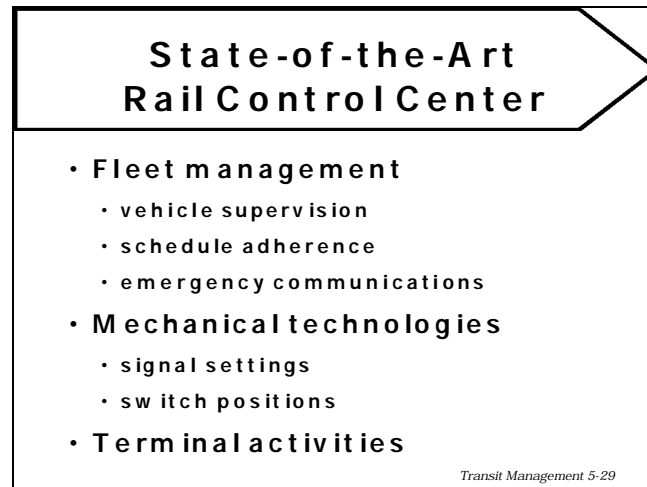 State-of-the-Art
Rail Control Center
• Fleet management
• vehicle supervision
• schedule adherence
• emergency communications
• Mechanical technologies
• signal settings
• switch positions
• Terminal activities
Transit Management 5-29